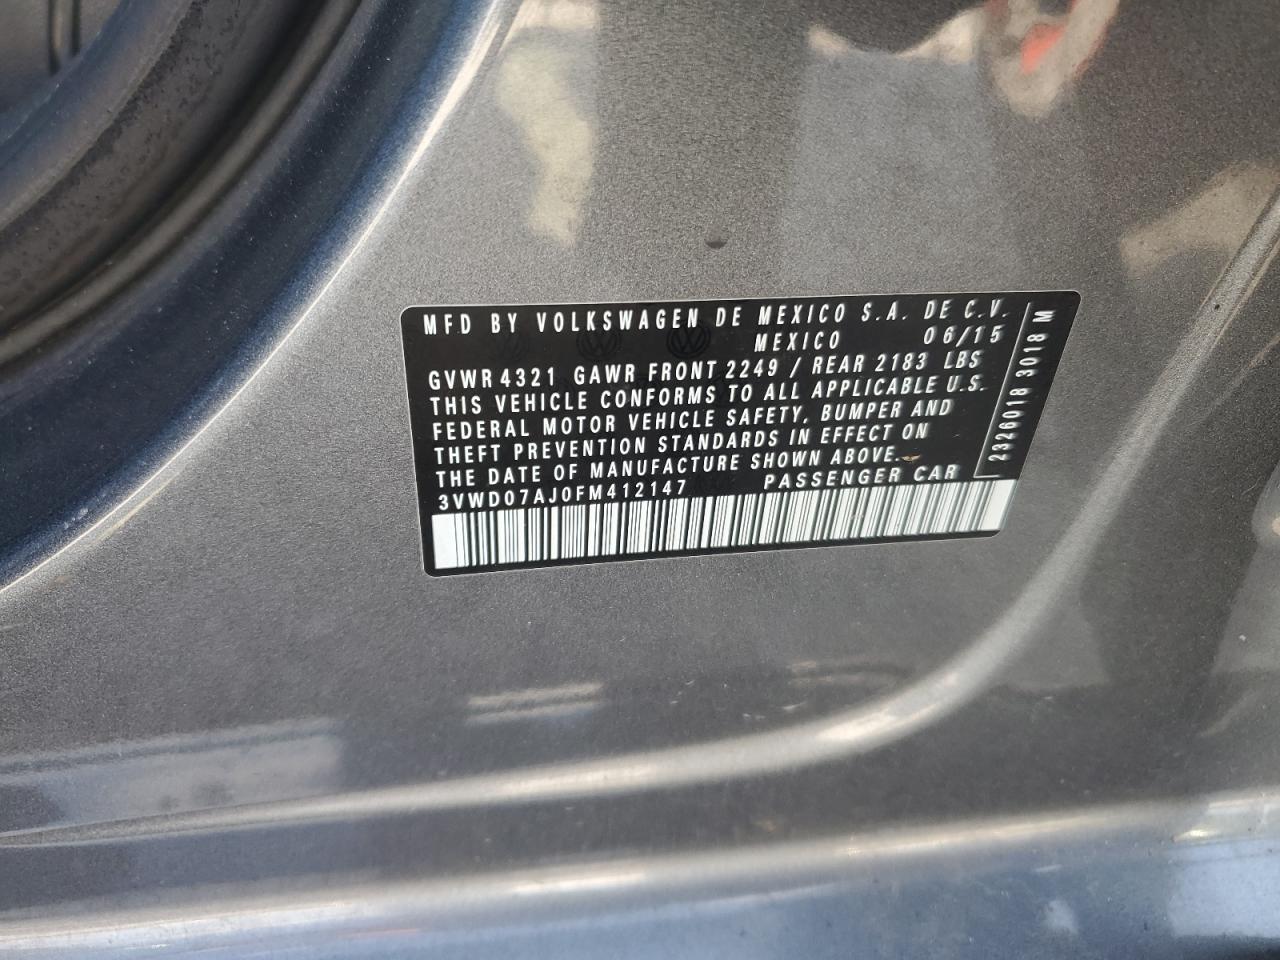 MFD BY VOLKSWAGEN DE MEXICO S.A. DE C.V.
MEXICO 06/15
GVWR 4321 GAWR FRONT 2249 / REAR 2183 LBS
THIS VEHICLE CONFORMS TO ALL APPLICABLE U.S.
FEDERAL MOTOR VEHICLE SAFETY, BUMPER AND
THEFT PREVENTION STANDARDS IN EFFECT ON
THE DATE OF MANUFACTURE SHOWN ABOVE.
3VWD07AJ0FM412147 PASSENGER CAR
2326018 3018 M